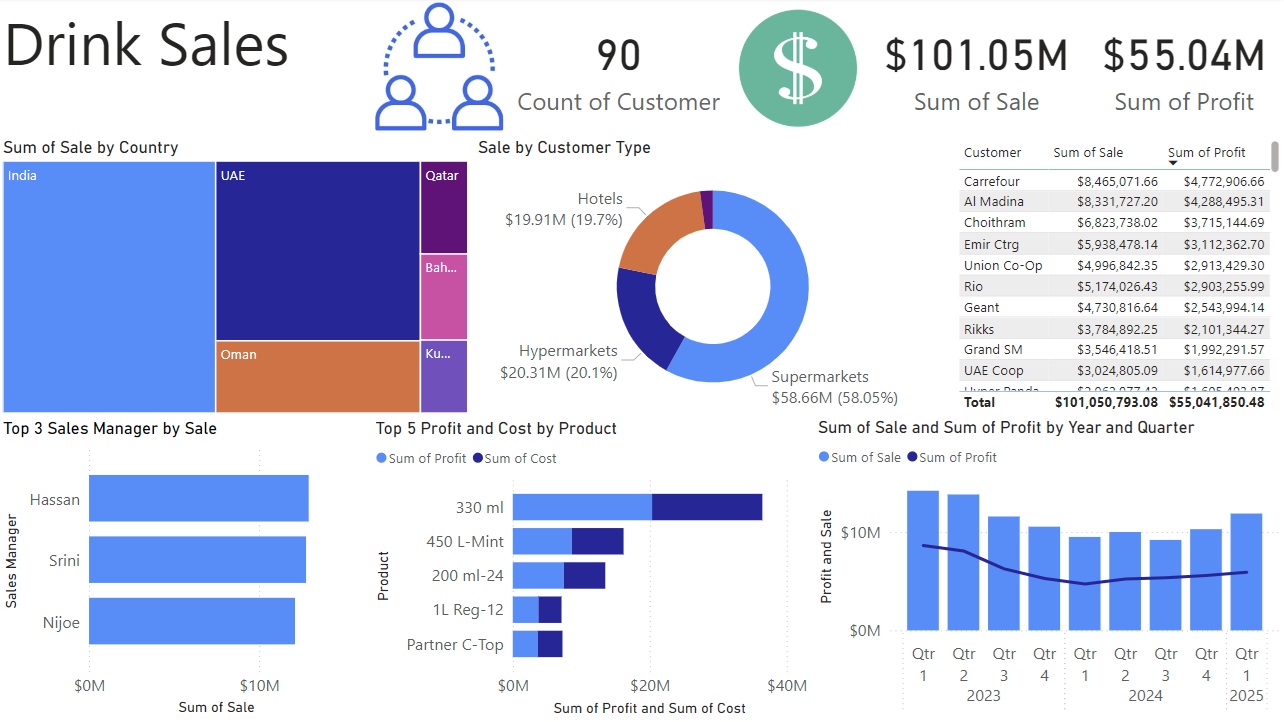 Drink Sales
90
Count of Customer
$
$101.05M
Sum of Sale
$55.04M
Sum of Profit
Sum of Sale by Country
India
UAE
Qatar
Bah...
Oman
Ku...
Sale by Customer Type
Hotels
$19.91M (19.7%)
Hypermarkets
$20.31M (20.1%)
Supermarkets
$58.66M (58.05%)
Customer Sum of Sale Sum of Profit
Carrefour $8,465,071.66 $4,772,906.66
Al Madina $8,331,727.20 $4,288,495.31
Choithram $6,823,738.02 $3,715,144.69
Emir Ctrg $5,938,478.14 $3,112,362.70
Union Co-Op $4,996,842.35 $2,913,429.30
Rio $5,174,026.43 $2,903,255.99
Geant $4,730,816.64 $2,543,994.14
Rikks $3,784,892.25 $2,101,344.27
Grand SM $3,546,418.51 $1,992,291.57
UAE Coop $3,024,805.09 $1,614,977.66
Total $101,050,793.08 $55,041,850.48
Top 3 Sales Manager by Sale
Sales Manager
Hassan
Srini
Nijoe
$0M $10M
Sum of Sale
Top 5 Profit and Cost by Product
Sum of Profit Sum of Cost
Product
330 ml
450 L-Mint
200 ml-24
1L Reg-12
Partner C-Top
$0M $20M $40M
Sum of Profit and Sum of Cost
Sum of Sale and Sum of Profit by Year and Quarter
Sum of Sale Sum of Profit
Profit and Sale
$10M
$0M
Qtr Qtr Qtr Qtr Qtr Qtr Qtr Qtr Qtr
1 2 3 4 1 2 3 4 1
2023 2024 2025